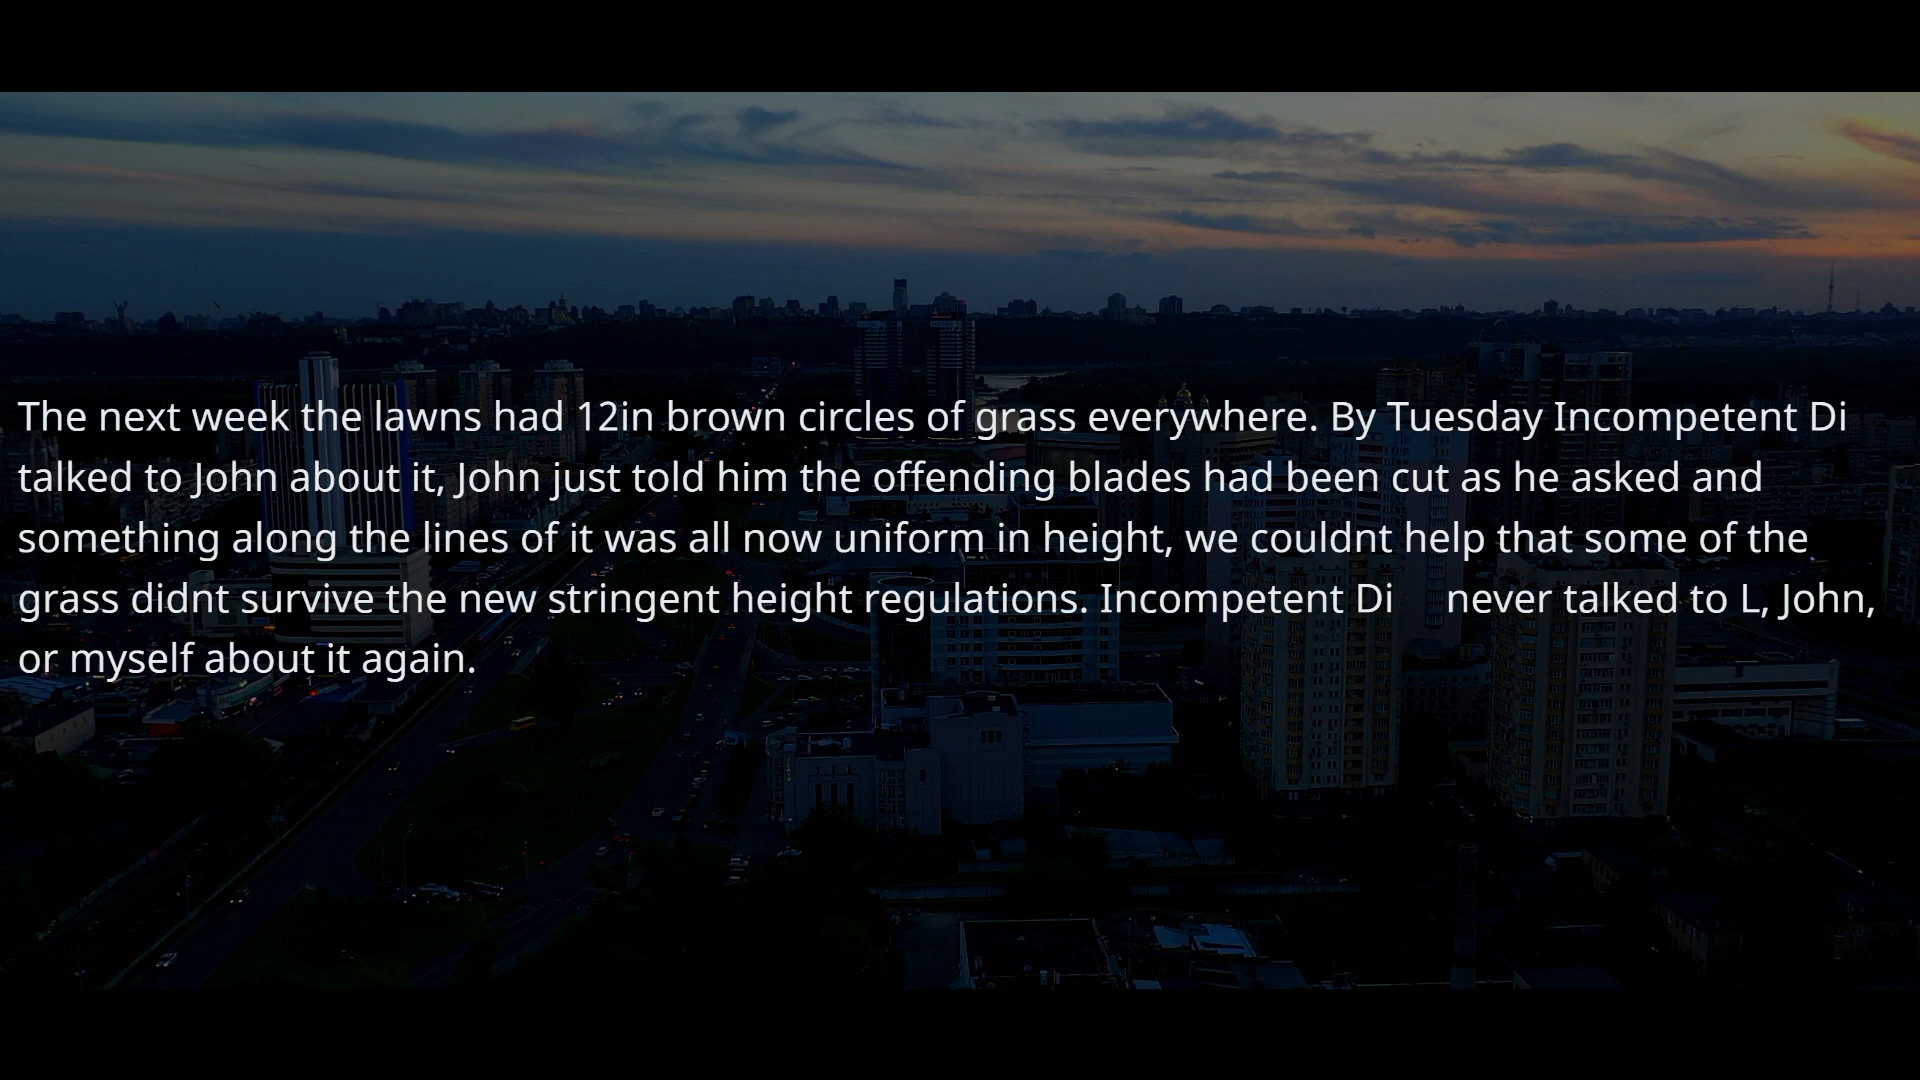 The next week the lawns had 12in brown circles of grass everywhere. By Tuesday Incompetent Di
talked to John about it, John just told him the offending blades had been cut as he asked and
something along the lines of it was all now uniform in height, we couldnt help that some of the
grass didnt survive the new stringent height regulations. Incompetent Di never talked to L, John,
or myself about it again.